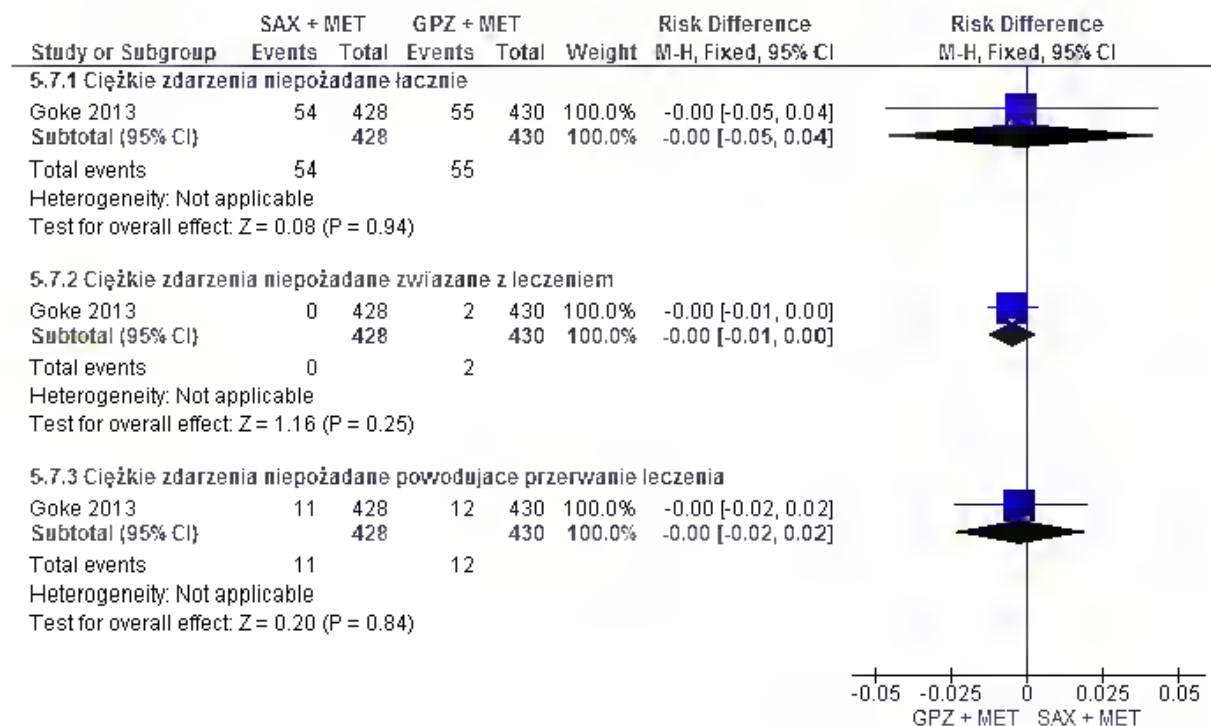 SAX + MET GPZ + MET Risk Difference Risk Difference
Study or Subgroup Events Total Events Total Weight M-H, Fixed, 95% CI M-H, Fixed, 95% CI
5.7.1 Ciężkie zdarzenia niepożadane łacznie
Goke 2013 54 428 55 430 100.0% -0.00 [-0.05, 0.04]
Subtotal (95% CI) 428 430 100.0% -0.00 [-0.05, 0.04]
Total events 54 55
Heterogeneity: Not applicable
Test for overall effect: Z = 0.08 (P = 0.94)
5.7.2 Ciężkie zdarzenia niepożadane zwiazane z leczeniem
Goke 2013 0 428 2 430 100.0% -0.00 [-0.01, 0.00]
Subtotal (95% CI) 428 430 100.0% -0.00 [-0.01, 0.00]
Total events 0 2
Heterogeneity: Not applicable
Test for overall effect: Z = 1.16 (P = 0.25)
5.7.3 Ciężkie zdarzenia niepożadane powodujace przerwanie leczenia
Goke 2013 11 428 12 430 100.0% -0.00 [-0.02, 0.02]
Subtotal (95% CI) 428 430 100.0% -0.00 [-0.02, 0.02]
Total events 11 12
Heterogeneity: Not applicable
Test for overall effect: Z = 0.20 (P = 0.84)
-0.05 -0.025 0 0.025 0.05
GPZ + MET SAX + MET